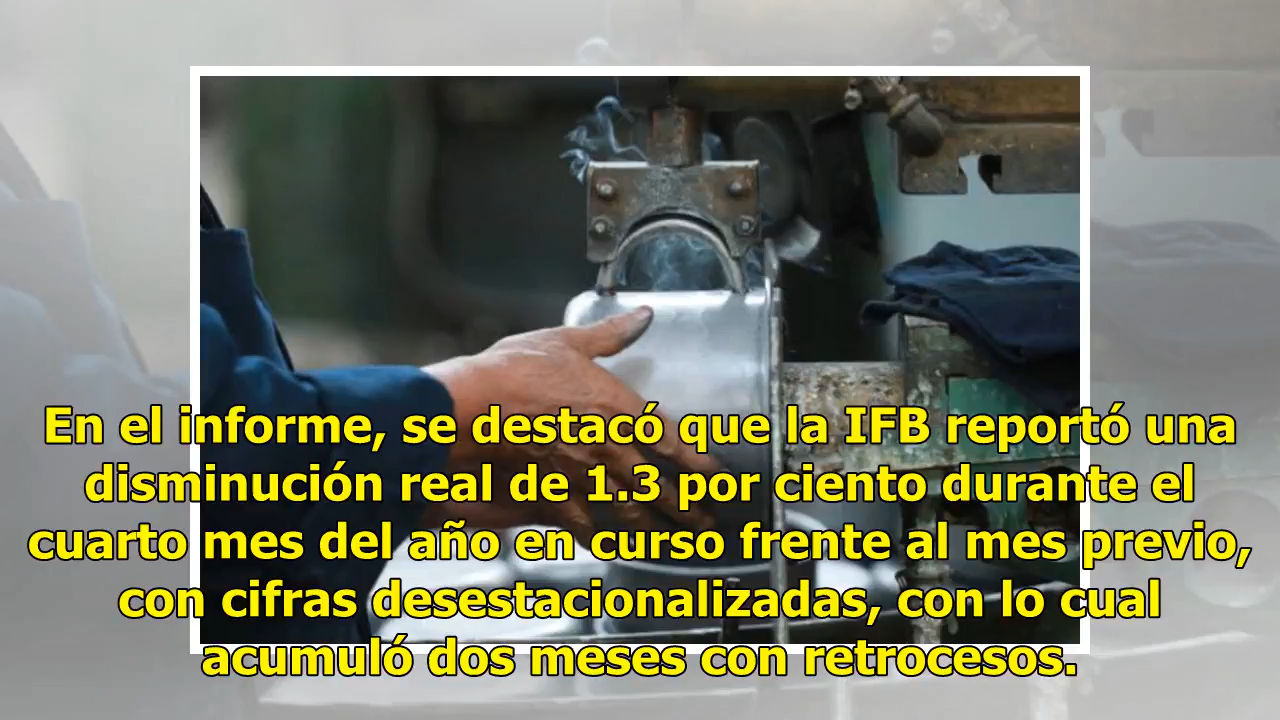 En el informe, se destacó que la IFB reportó una
disminución real de 1.3 por ciento durante el
cuarto mes del año en curso frente al mes previo,
con cifras desestacionalizadas, con lo cual
acumuló dos meses con retrocesos.